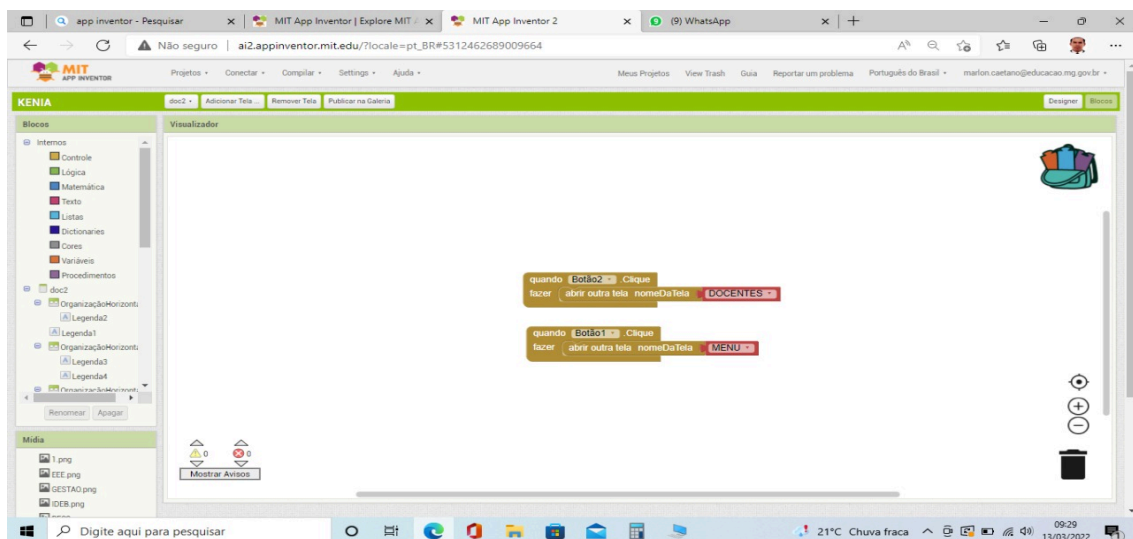 app inventor - Pesquisar
MIT App Inventor | Explore MIT
MIT App Inventor 2
(9) WhatsApp
Não seguro | ai2.appinventor.mit.edu/?locale=pt_BR#5312462689009664
MIT
APP INVENTOR
Projetos Conectar Compilar Settings Ajuda
Meus Projetos View Trash Guia Reportar um problema Português do Brasil marlon.caetano@educacao.mg.gov.br
KENIA
doc2 Adicionar Tela ... Remover Tela Publicar na Galeria
Designer Blocos
Blocos
Visualizador
Internos
Controle
Lógica
Matemática
Texto
Listas
Dictionaries
Cores
Variáveis
Procedimentos
doc2
OrganizaçãoHorizonta
Legenda2
Legenda1
OrganizaçãoHorizonta
Legenda3
Legenda4
OrganizaçãoHorizonta
Renomear Apagar
quando Botão2 .Clique
fazer abrir outra tela nomeDaTela DOCENTES
quando Botão1 .Clique
fazer abrir outra tela nomeDaTela MENU
0 0
Mostrar Avisos
Mídia
1.png
EEE.png
GESTAO.png
IDEB.png
Digite aqui para pesquisar
21°C Chuva fraca
09:29
13/03/2022